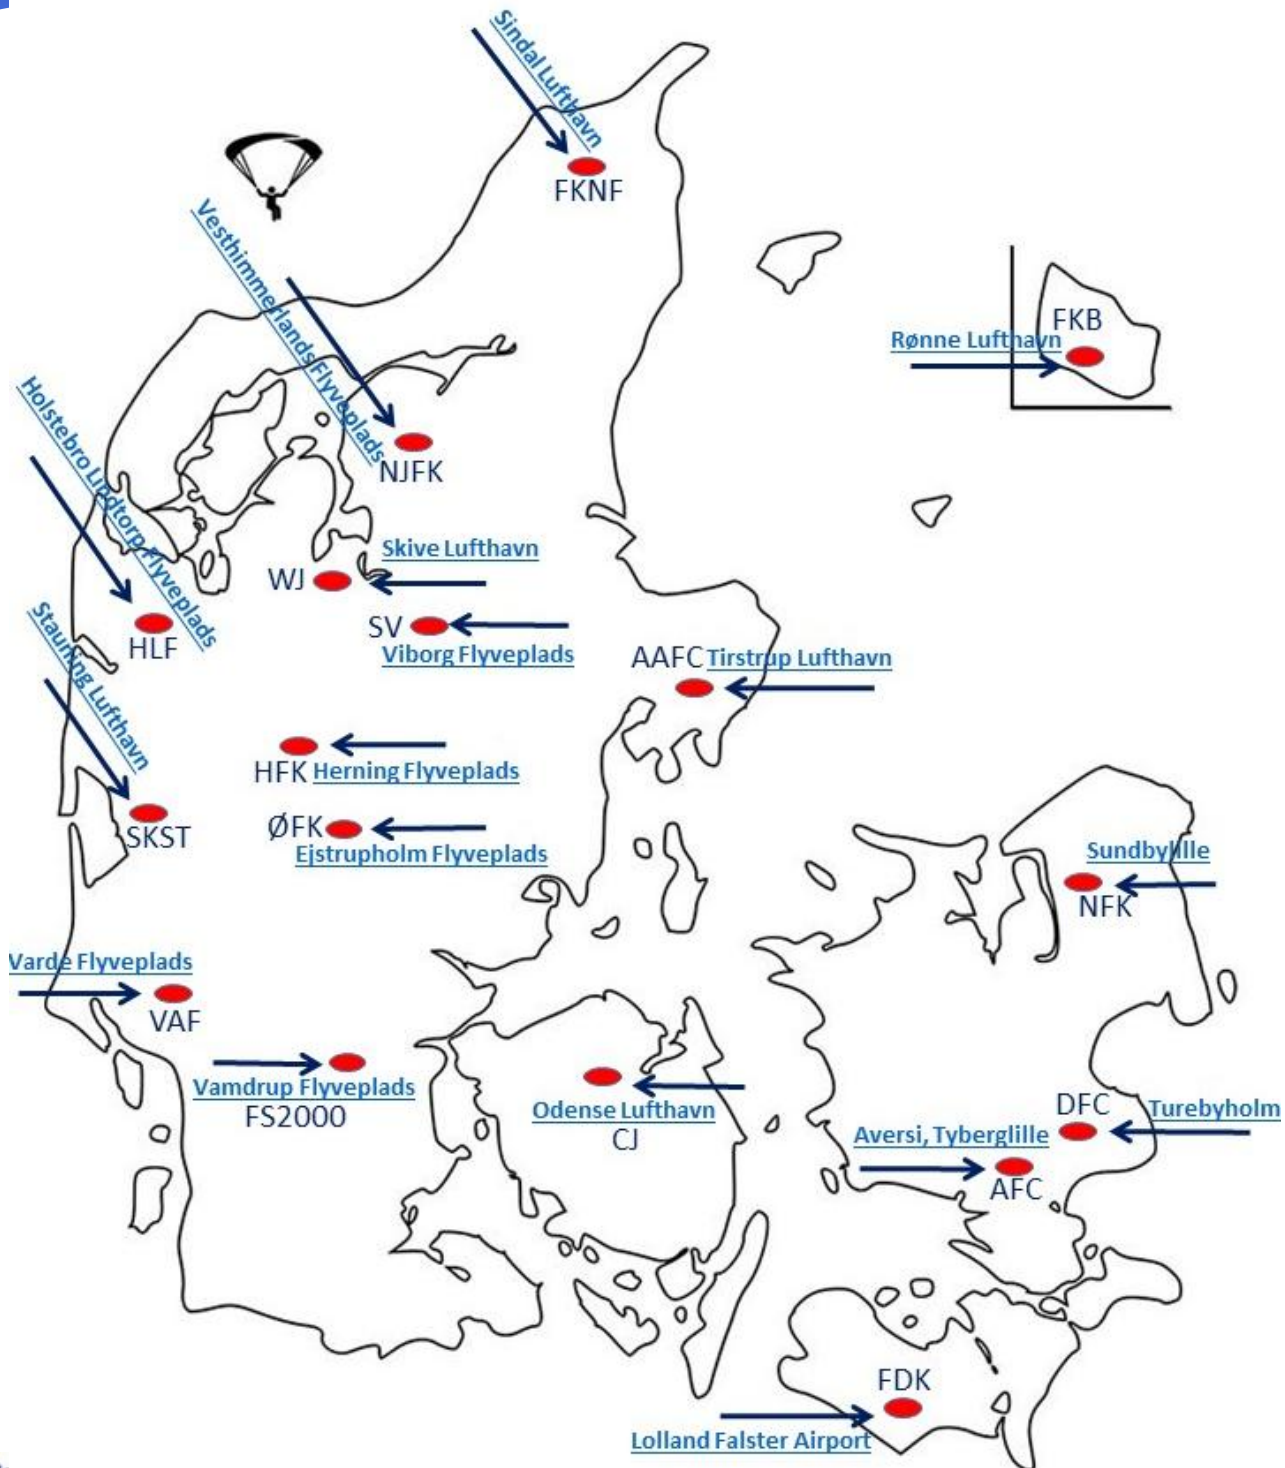 Sindal Lufthavn
FKNF
Vesthimmerlands Flyveplads
NJFK
Rønne Lufthavn
FKB
Holstebro Lindtorp Flyveplads
HLF
Skive Lufthavn
WJ
SV
Viborg Flyveplads
AAFC
Tirstrup Lufthavn
Stauning Lufthavn
SKST
HFK
Herning Flyveplads
ØFK
Ejstrupholm Flyveplads
Sundbylille
NFK
Varde Flyveplads
VAF
Vamdrup Flyveplads
FS2000
Odense Lufthavn
CJ
DFC
Turebyholm
Aversi, Tyberglille
AFC
FDK
Lolland Falster Airport